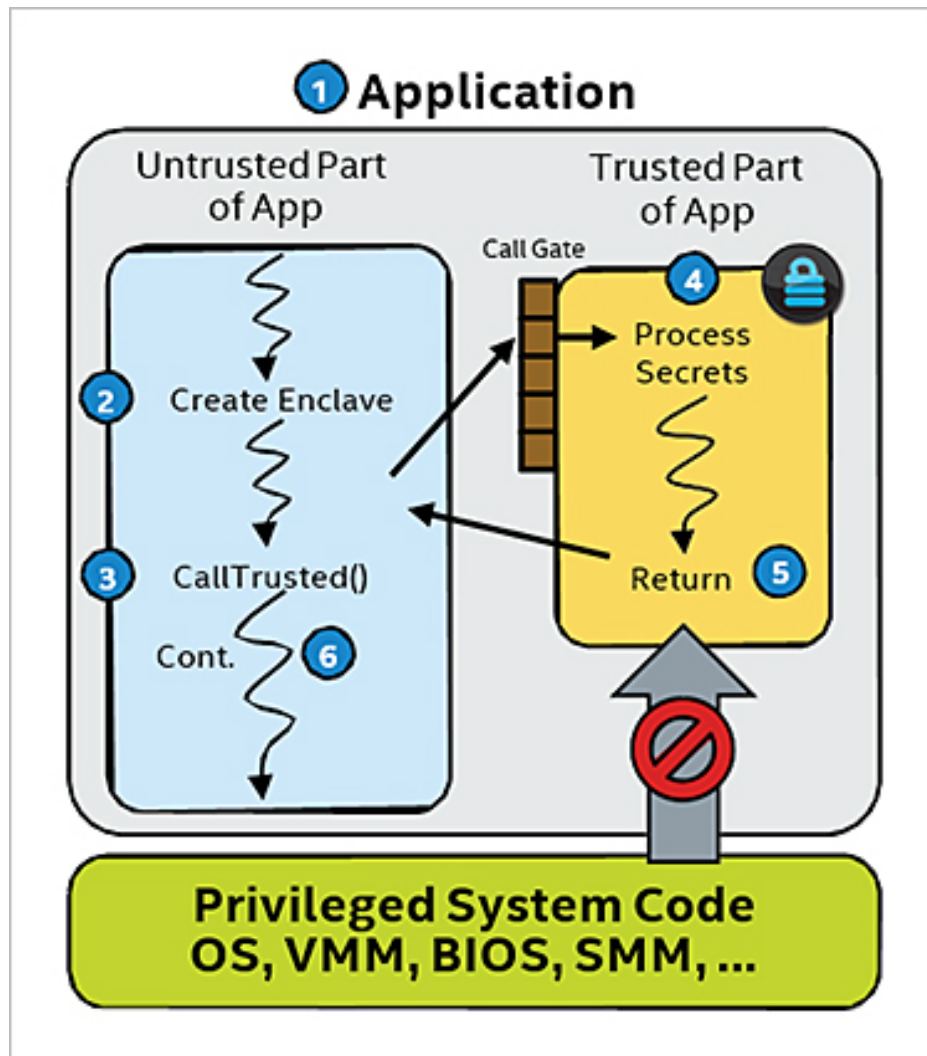 1 Application
Untrusted Part
of App
Trusted Part
of App
Call Gate
4
Process
Secrets
2
Create Enclave
3
CallTrusted()
Return
5
Cont.
6
Privileged System Code
OS, VMM, BIOS, SMM, ...